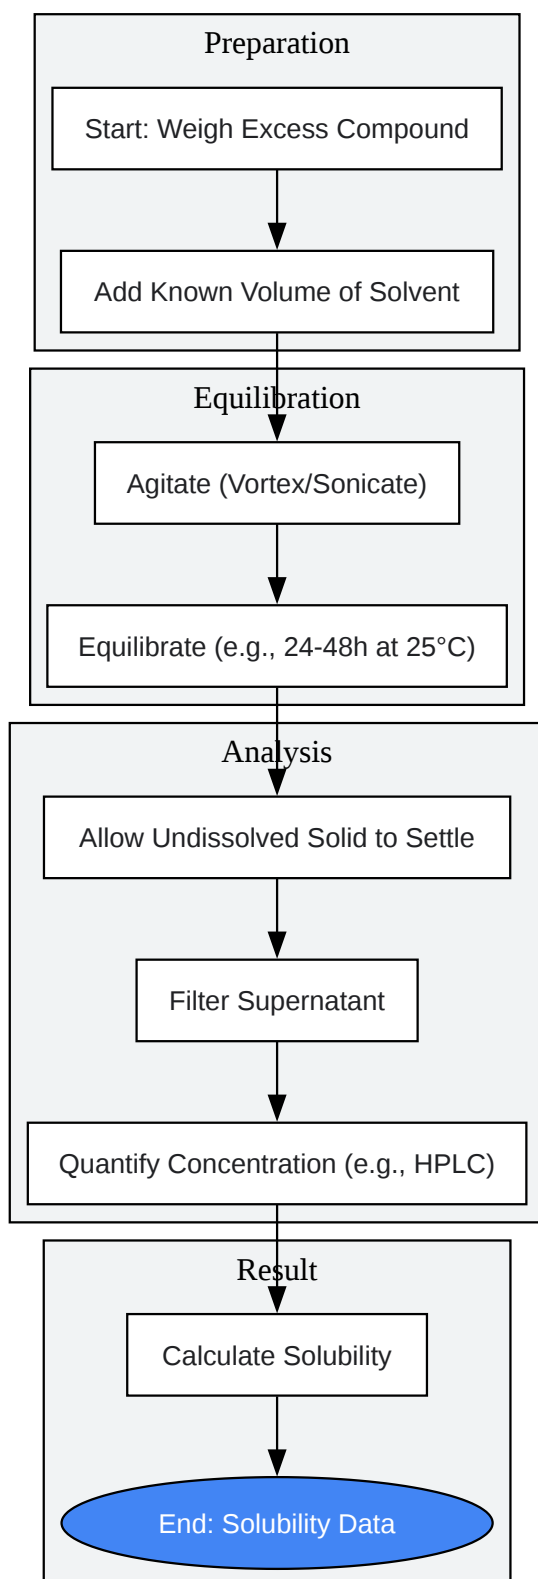 Preparation
Start: Weigh Excess Compound
Add Known Volume of Solvent
Equilibration
Agitate (Vortex/Sonicate)
Equilibrate (e.g., 24-48h at 25°C)
Analysis
Allow Undissolved Solid to Settle
Filter Supernatant
Quantify Concentration (e.g., HPLC)
Result
Calculate Solubility
End: Solubility Data